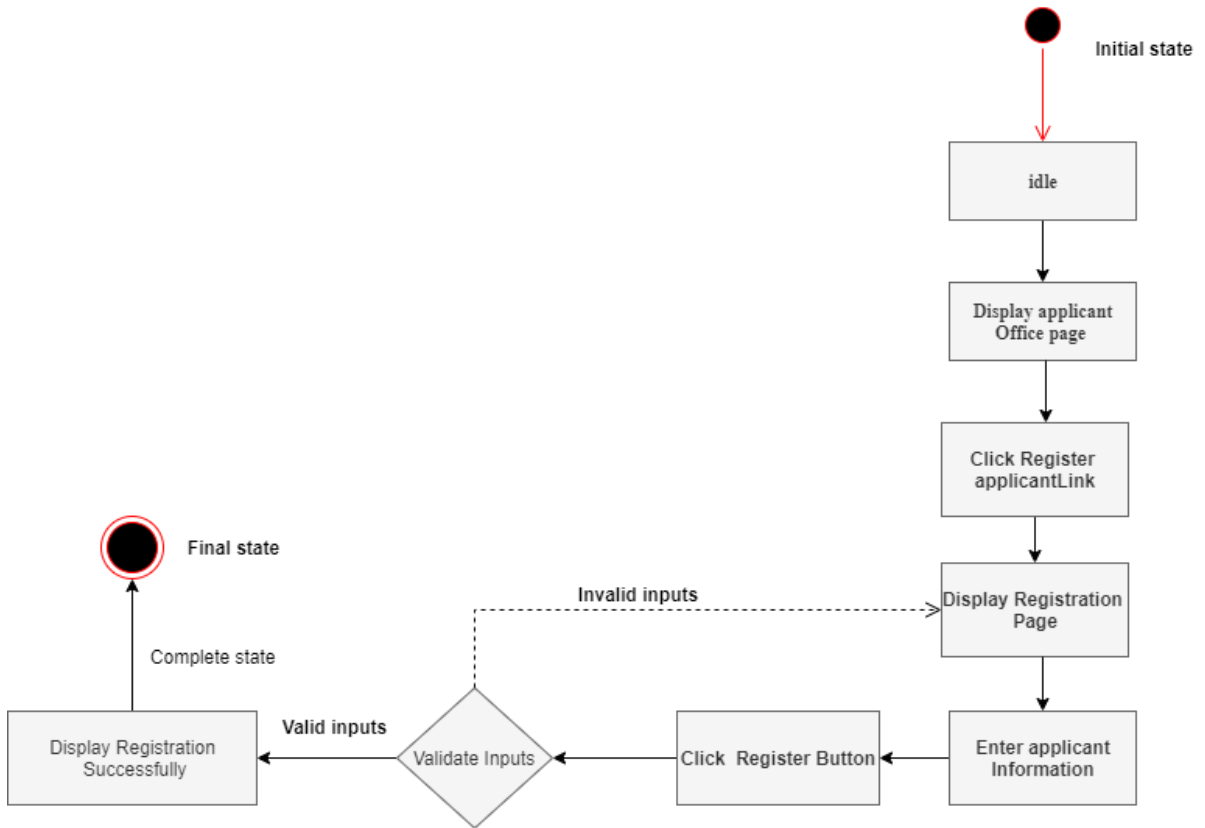 Initial state
idle
Display applicant
Office page
Click Register
applicantLink
Final state
Invalid inputs
Display Registration
Page
Complete state
Valid inputs
Display Registration
Successfully
Validate Inputs
Click Register Button
Enter applicant
Information